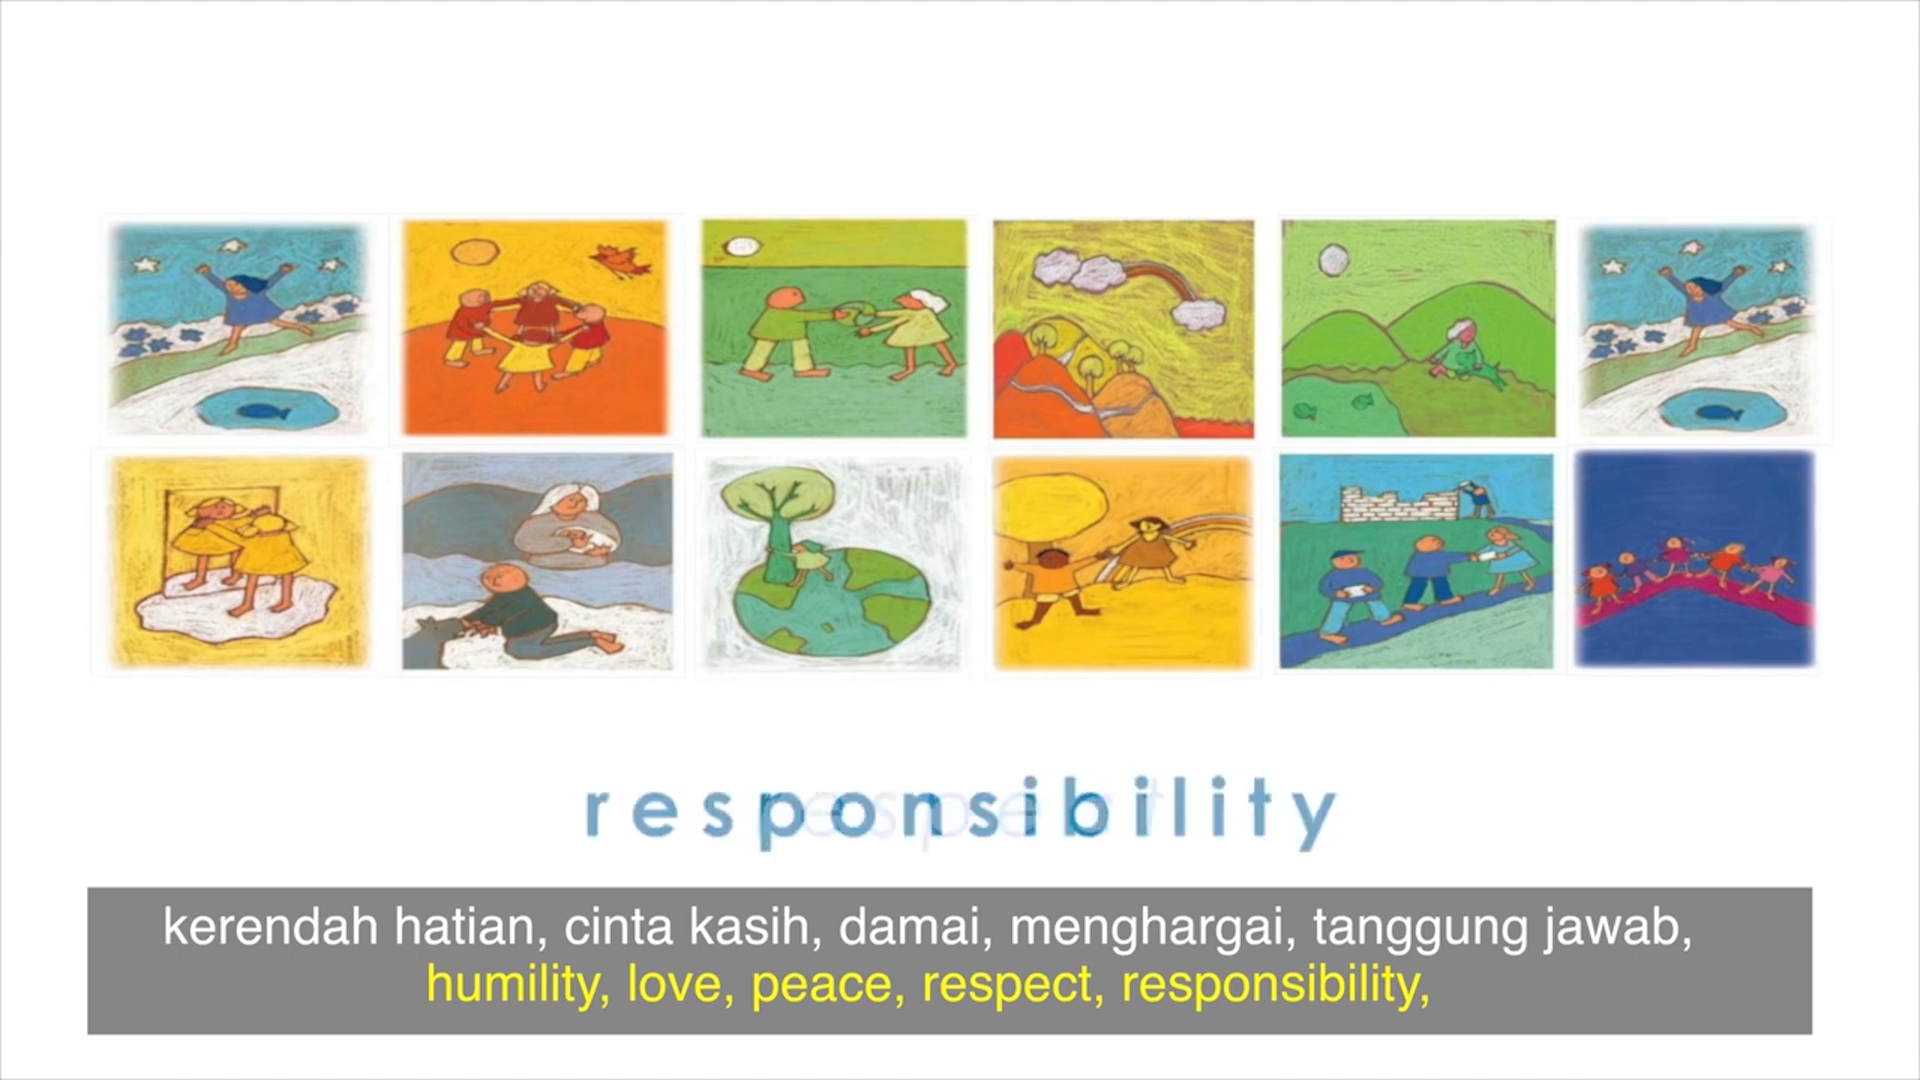 responsibility
kerendah hatian, cinta kasih, damai, menghargai, tanggung jawab,
humility, love, peace, respect, responsibility,